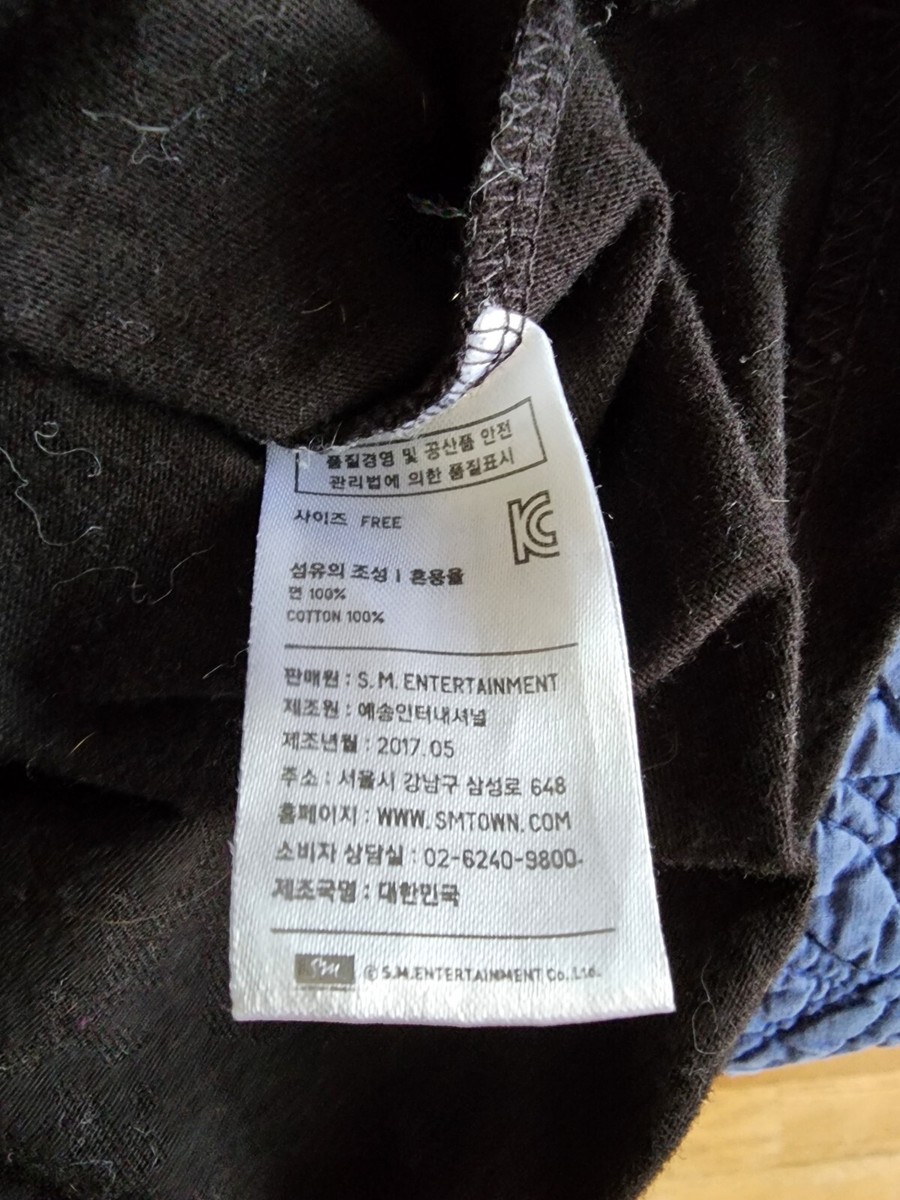 품질경영 및 공산품 안전
관리법에 의한 품질표시
사이즈 FREE
KC
섬유의 조성 | 혼용율
면 100%
COTTON 100%
판매원 : S.M.ENTERTAINMENT
제조원 : 예송인터내셔널
제조년월 : 2017.05
주소 : 서울시 강남구 삼성로 648
홈페이지 : WWW.SMTOWN.COM
소비자 상담실 : 02-6240-9800
제조국명 : 대한민국
SM ⓒ S.M.ENTERTAINMENT Co., Ltd.